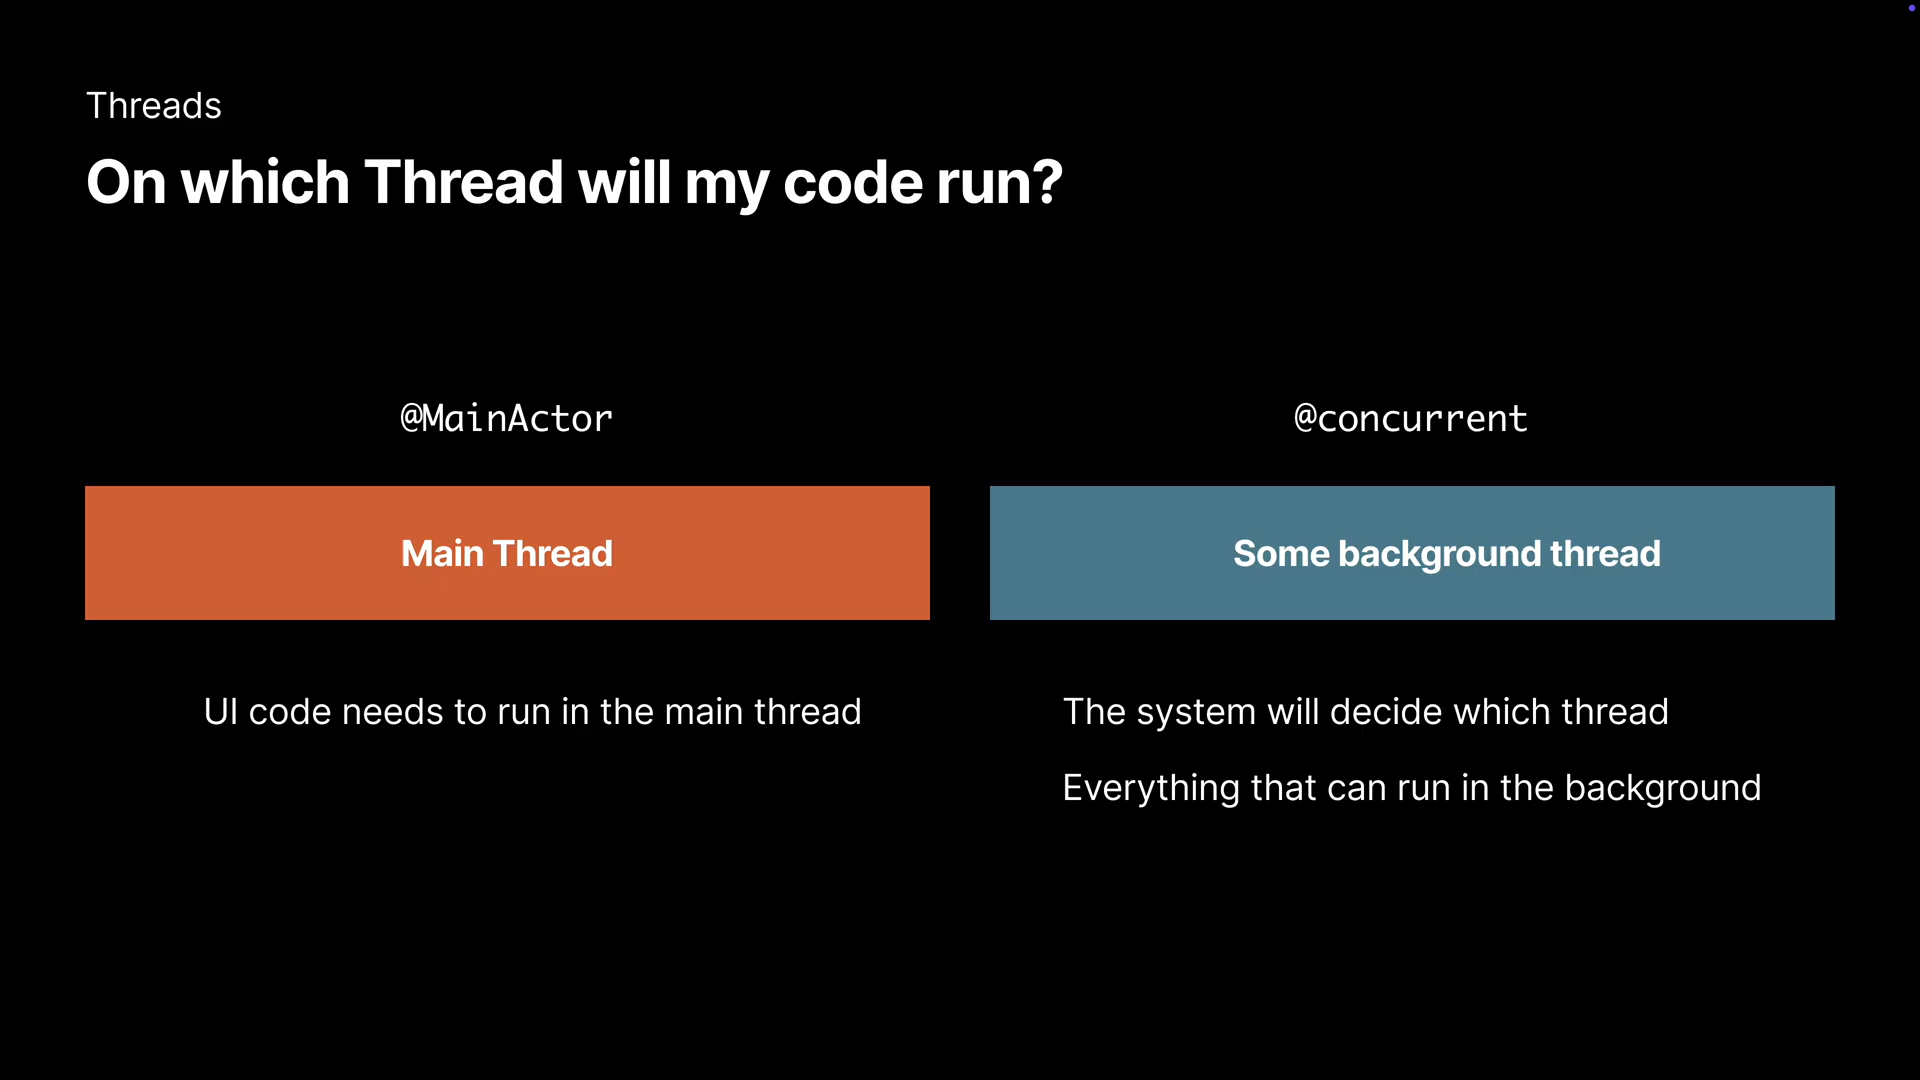 Threads
On which Thread will my code run?
@MainActor
Main Thread
UI code needs to run in the main thread
@concurrent
Some background thread
The system will decide which thread
Everything that can run in the background